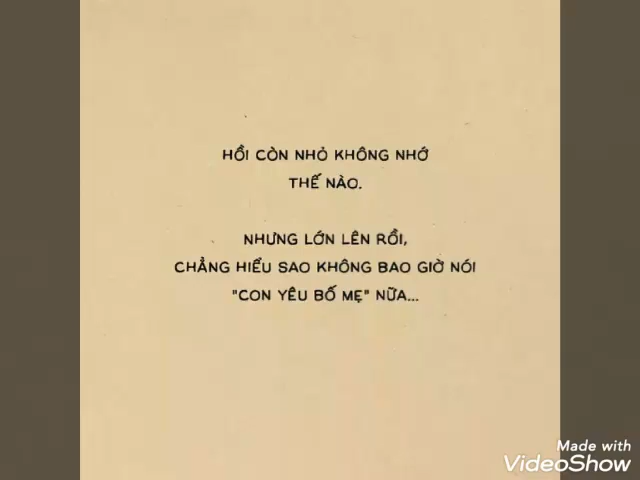 HỒI CÒN NHỎ KHÔNG NHỚ
THẾ NÀO.
NHƯNG LỚN LÊN RỒI,
CHẲNG HIỂU SAO KHÔNG BAO GIỜ NÓI
"CON YÊU BỐ MẸ" NỮA...
Made with
VideoShow